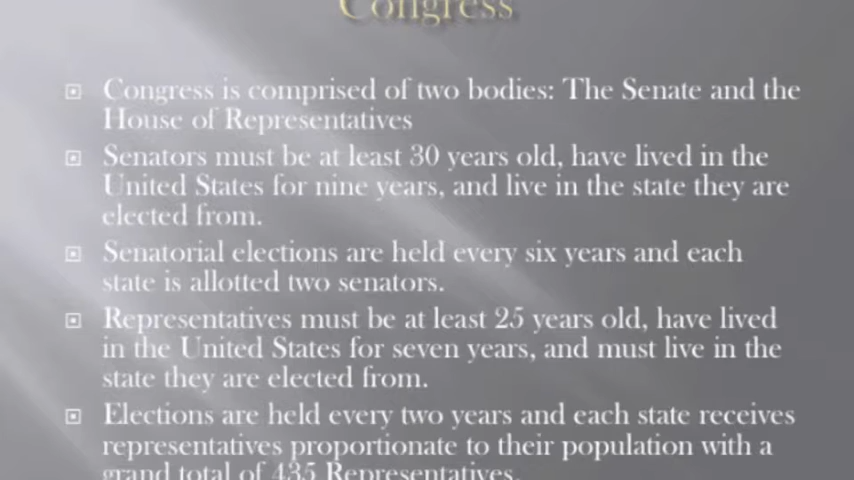 Congress
Congress is comprised of two bodies: The Senate and the
House of Representatives
Senators must be at least 30 years old, have lived in the
United States for nine years, and live in the state they are
elected from.
Senatorial elections are held every six years and each
state is allotted two senators.
Representatives must be at least 25 years old, have lived
in the United States for seven years, and must live in the
state they are elected from.
Elections are held every two years and each state receives
representatives proportionate to their population with a
grand total of 435 Representatives.